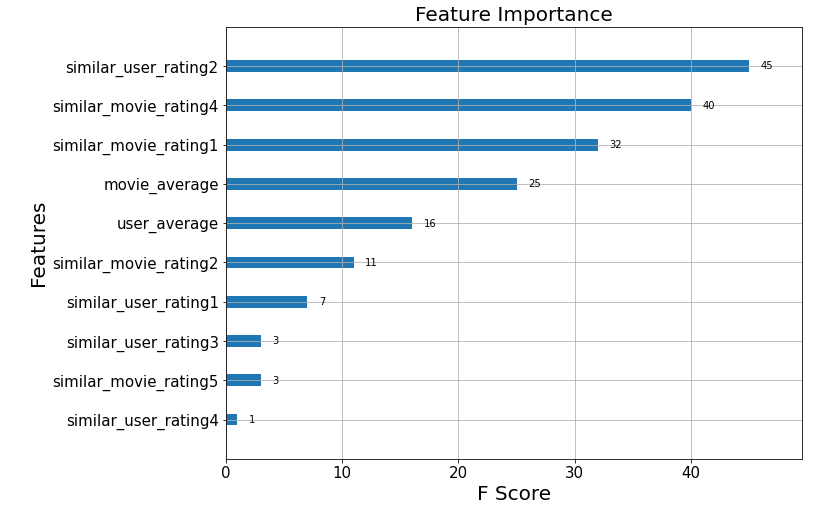 Feature Importance
similar_user_rating2 45
similar_movie_rating4 40
similar_movie_rating1 32
movie_average 25
user_average 16
similar_movie_rating2 11
similar_user_rating1 7
similar_user_rating3 3
similar_movie_rating5 3
similar_user_rating4 1
Features
0 10 20 30 40
F Score